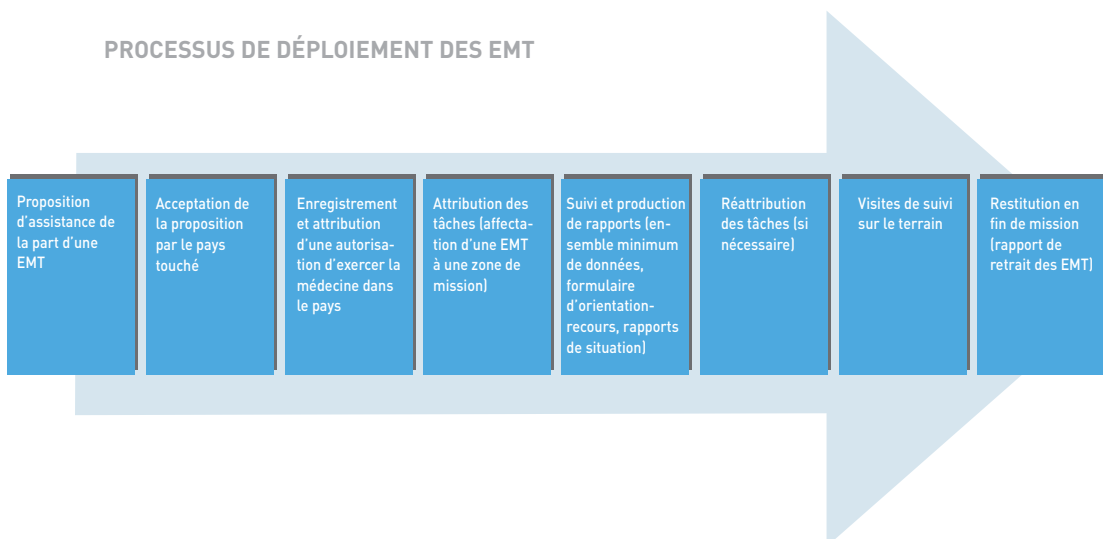 PROCESSUS DE DÉPLOIEMENT DES EMT
Proposition
d'assistance de
la part d'une
EMT
Acceptation de
la proposition
par le pays
touché
Enregistrement
et attribution
d'une autorisa-
tion d'exercer la
médecine dans
le pays
Attribution des
tâches (affecta-
tion d'une EMT
à une zone de
mission)
Suivi et production
de rapports (en-
semble minimum
de données,
formulaire
d'orientation-
recours, rapports
de situation)
Réattribution
des tâches (si
nécessaire)
Visites de suivi
sur le terrain
Restitution en
fin de mission
(rapport de
retrait des EMT)